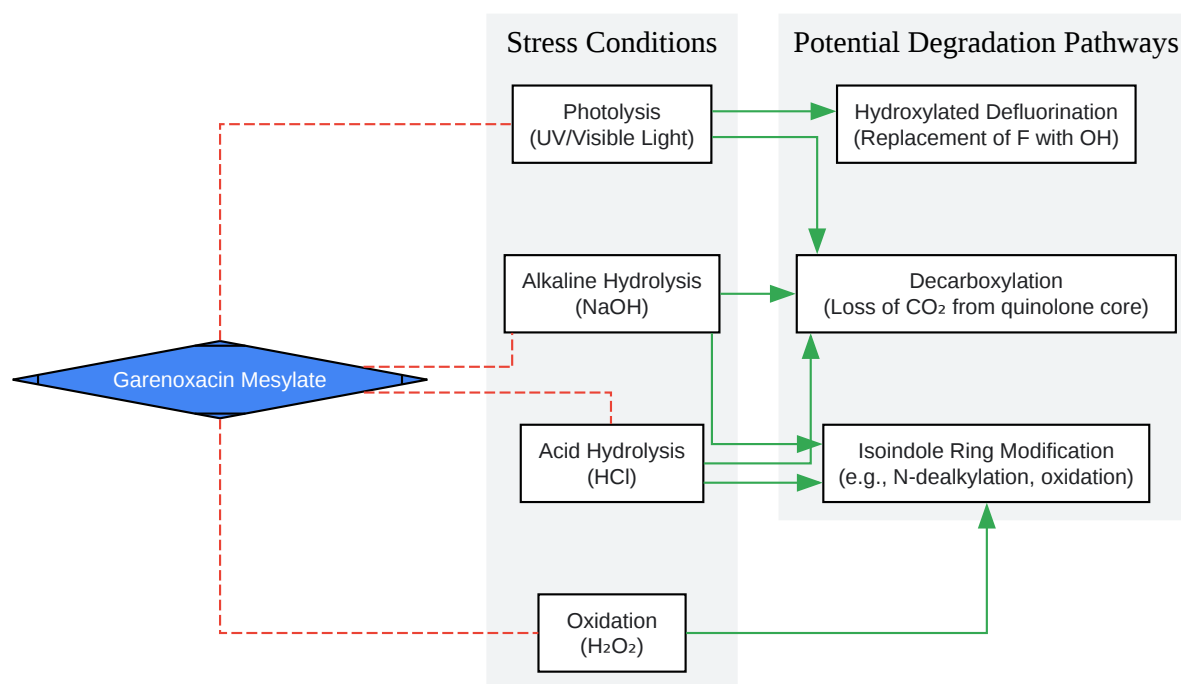 Stress Conditions
Potential Degradation Pathways
Photolysis
(UV/Visible Light)
Hydroxylated Defluorination
(Replacement of F with OH)
Alkaline Hydrolysis
(NaOH)
Decarboxylation
(Loss of CO₂ from quinolone core)
Garenoxacin Mesylate
Acid Hydrolysis
(HCl)
Isoindole Ring Modification
(e.g., N-dealkylation, oxidation)
Oxidation
(H₂O₂)